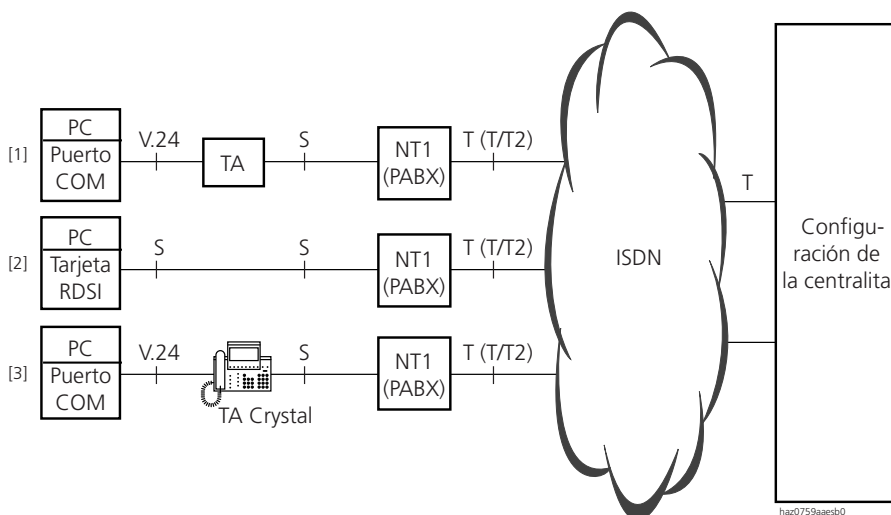 [1]
PC
Puerto
COM
V.24
TA
S
NT1
(PABX)
T (T/T2)
[2]
PC
Tarjeta
RDSI
S
S
NT1
(PABX)
T (T/T2)
[3]
PC
Puerto
COM
V.24
TA Crystal
S
NT1
(PABX)
T (T/T2)
ISDN
T
Configu-
ración de
la centralita
haz0759aaesb0